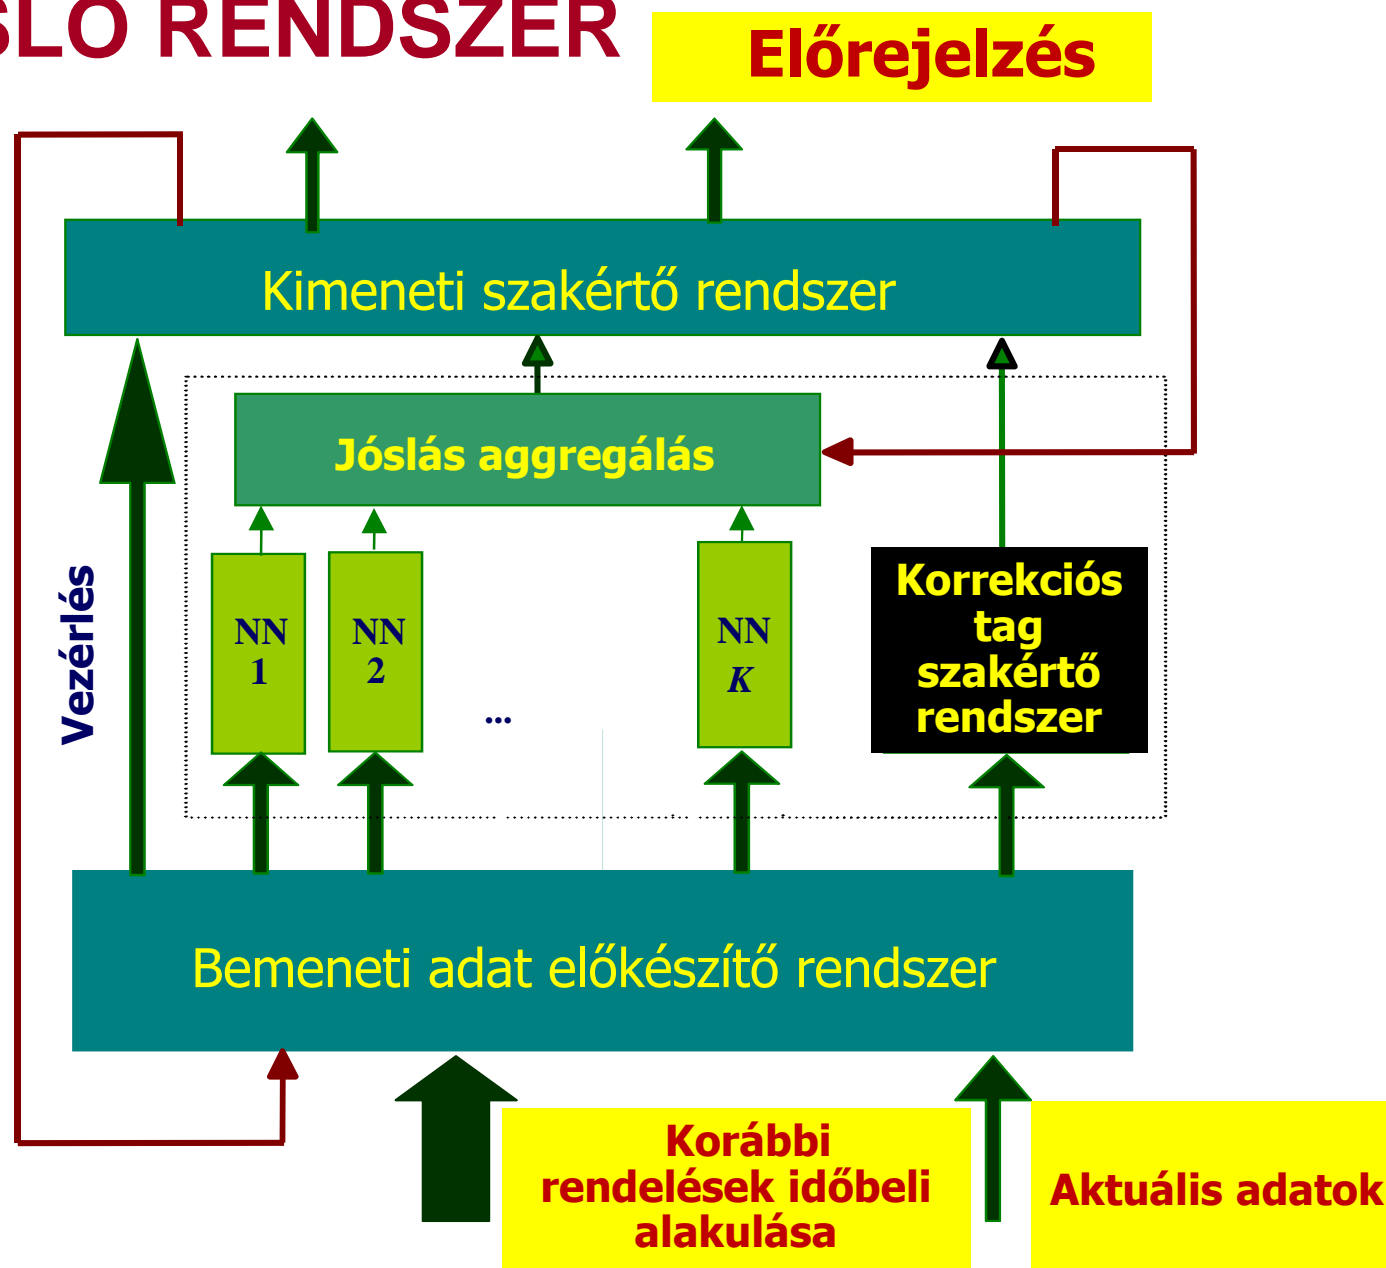 SLÓ RENDSZER
Előrejelzés
Kimeneti szakértő rendszer
Jóslás aggregálás
Vezérlés
NN
1
NN
2
...
NN
K
Korrekciós
tag
szakértő
rendszer
Bemeneti adat előkészítő rendszer
Korábbi
rendelések időbeli
alakulása
Aktuális adatok